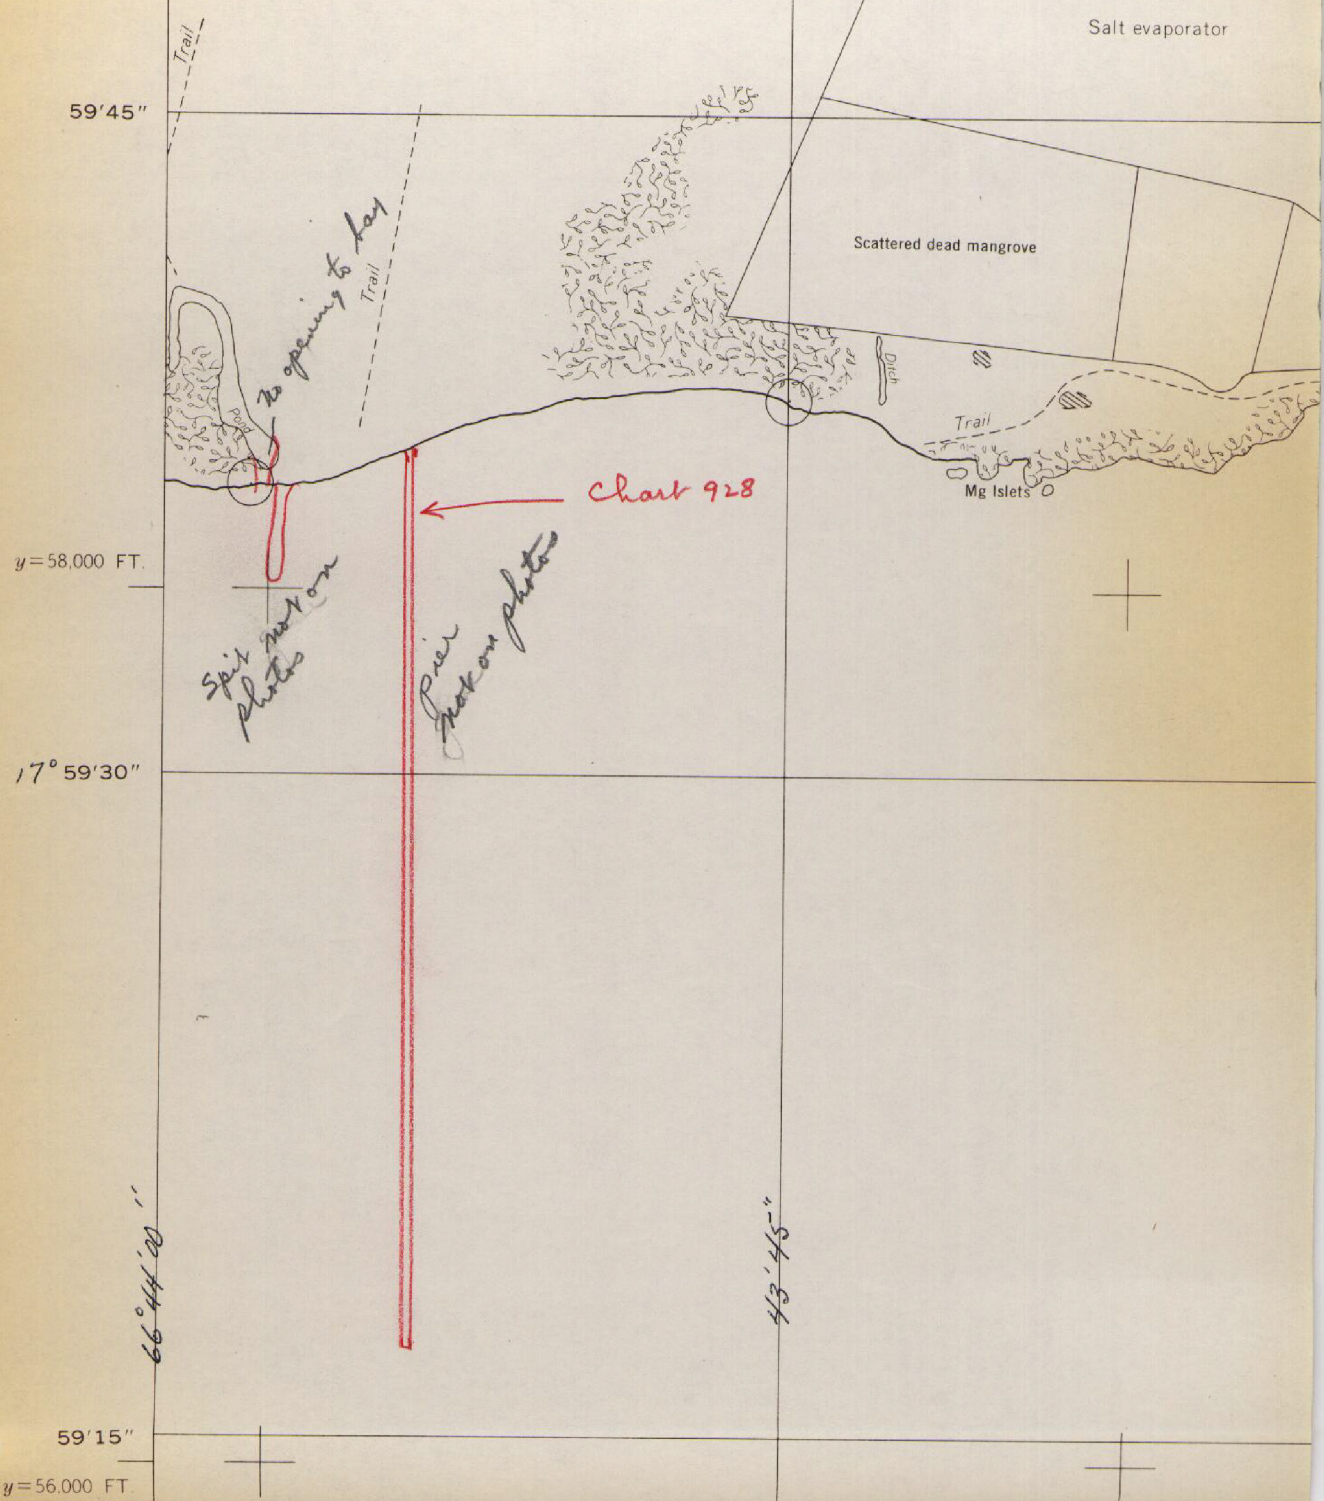 Trail
Salt evaporator
59'45"
No opening to bay
Trail
Scattered dead mangrove
Ditch
Pond
Trail
Mg Islets
Chart 928
y=58,000 FT.
Spit not on
photos
Pier
not on photos
17° 59'30"
66° 44' 00"
43' 45"
59'15"
y=56.000 FT.